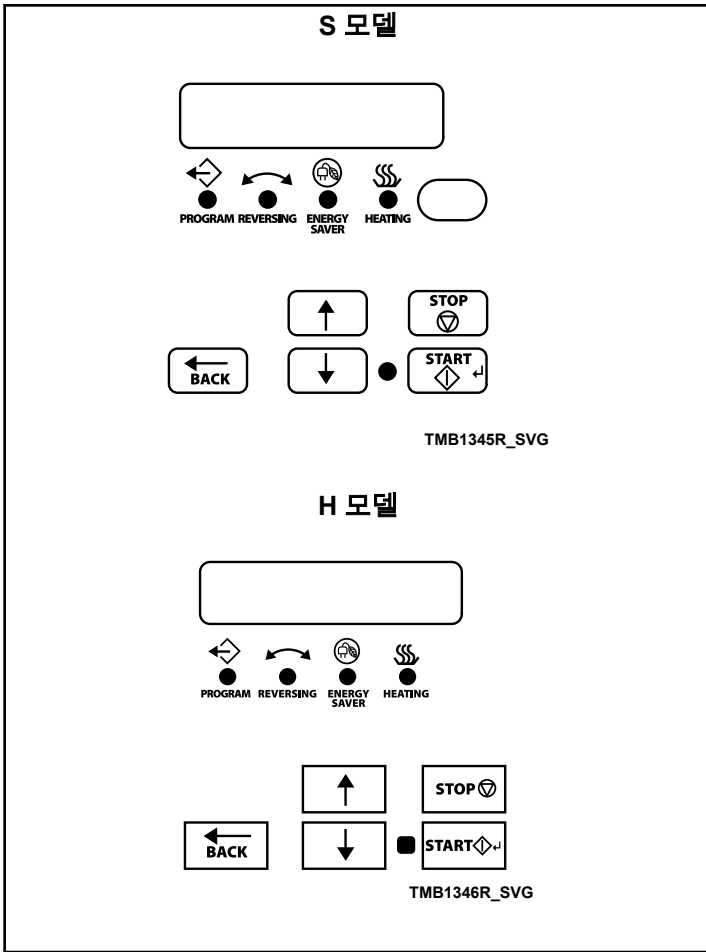 S 모델
PROGRAM REVERSING ENERGY SAVER HEATING
STOP
BACK
START
TMB1345R_SVG
H 모델
PROGRAM REVERSING ENERGY SAVER HEATING
STOP
BACK
START
TMB1346R_SVG